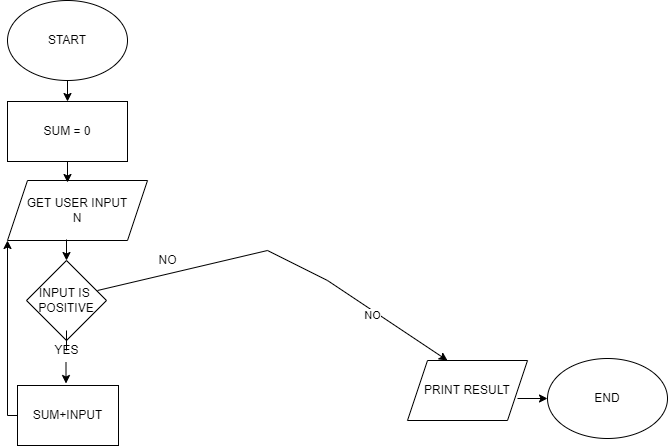 START
SUM = 0
GET USER INPUT
N
NO
INPUT IS
POSITIVE
NO
YES
PRINT RESULT
END
SUM+INPUT